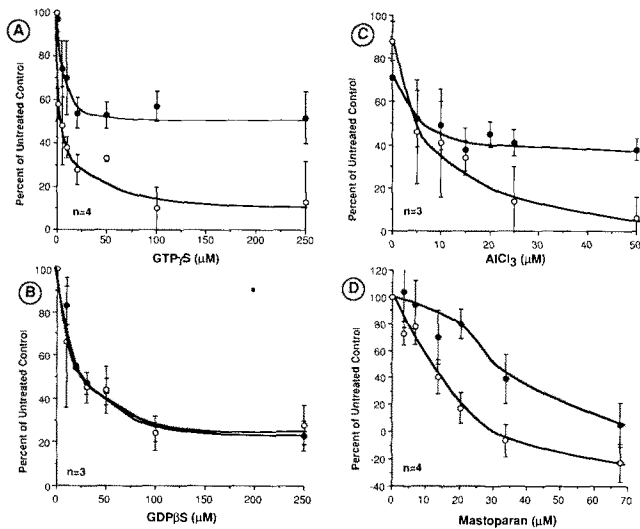 A
Percent of Untreated Control
100
80
60
40
20
0
n=4
0 50 100 150 200 250
GTPγS (μM)
C
Percent of Untreated Control
100
80
60
40
20
0
n=3
0 10 20 30 40 50
AlCl3 (μM)
B
Percent of Untreated Control
100
80
60
40
20
0
n=3
0 50 100 150 200 250
GDPβS (μM)
D
Percent of Untreated Control
120
100
80
60
40
20
0
-20
-40
n=4
0 10 20 30 40 50 60 70
Mastoparan (μM)